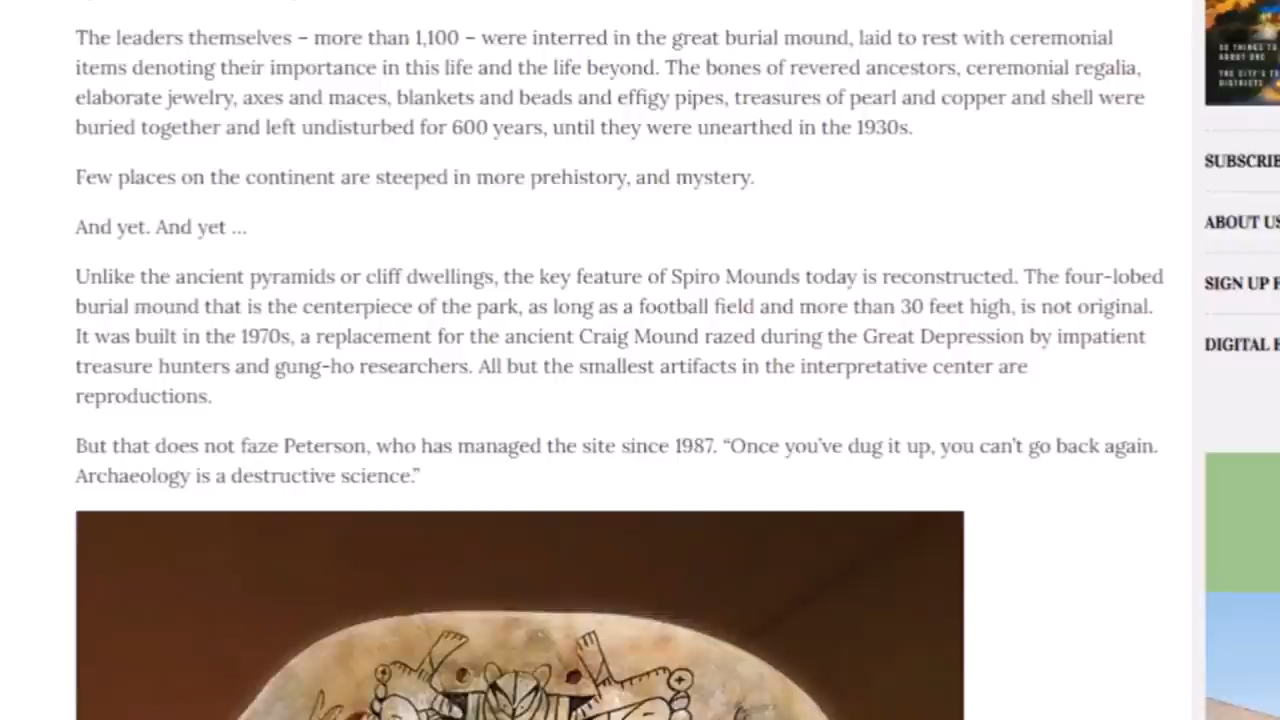 The leaders themselves – more than 1,100 – were interred in the great burial mound, laid to rest with ceremonial
items denoting their importance in this life and the life beyond. The bones of revered ancestors, ceremonial regalia,
elaborate jewelry, axes and maces, blankets and beads and effigy pipes, treasures of pearl and copper and shell were
buried together and left undisturbed for 600 years, until they were unearthed in the 1930s.
Few places on the continent are steeped in more prehistory, and mystery.
And yet. And yet ...
Unlike the ancient pyramids or cliff dwellings, the key feature of Spiro Mounds today is reconstructed. The four-lobed
burial mound that is the centerpiece of the park, as long as a football field and more than 30 feet high, is not original.
It was built in the 1970s, a replacement for the ancient Craig Mound razed during the Great Depression by impatient
treasure hunters and gung-ho researchers. All but the smallest artifacts in the interpretative center are
reproductions.
But that does not faze Peterson, who has managed the site since 1987. “Once you’ve dug it up, you can’t go back again.
Archaeology is a destructive science.”
SUBSCRIB
ABOUT US
SIGN UP F
DIGITAL